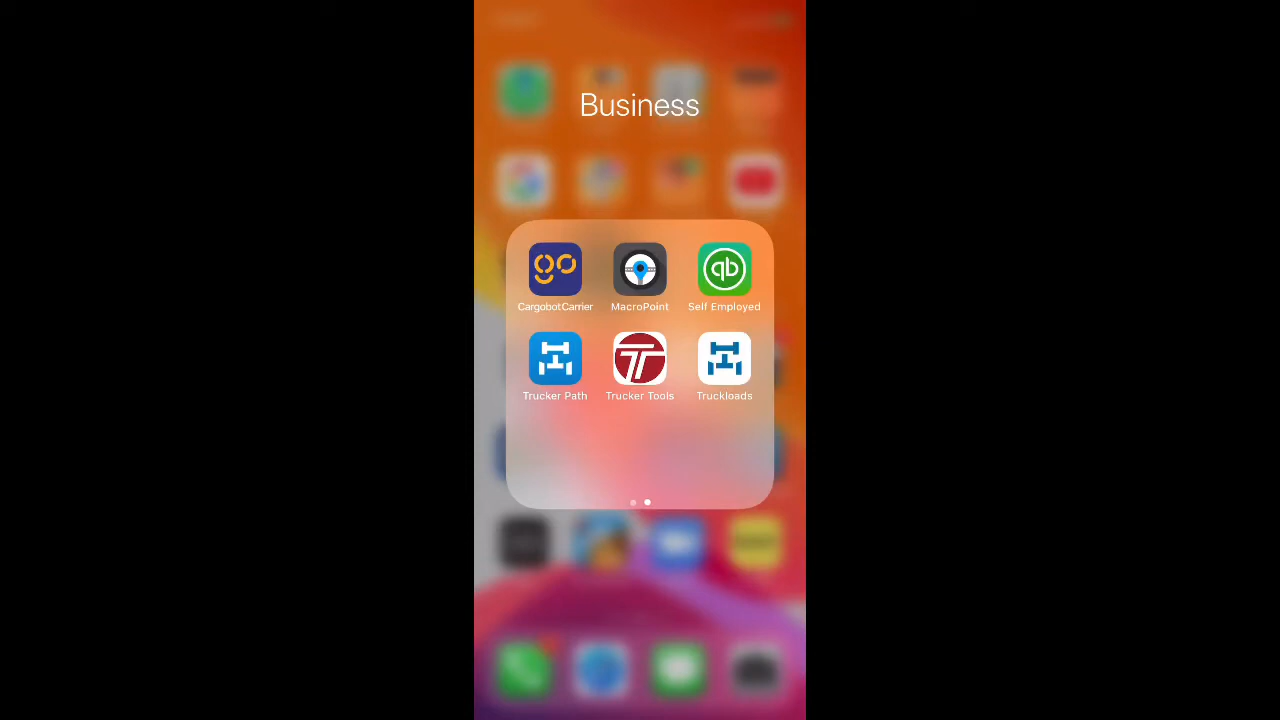 Business
CargobotCarrier
MacroPoint
Self Employed
Trucker Path
Trucker Tools
Truckloads